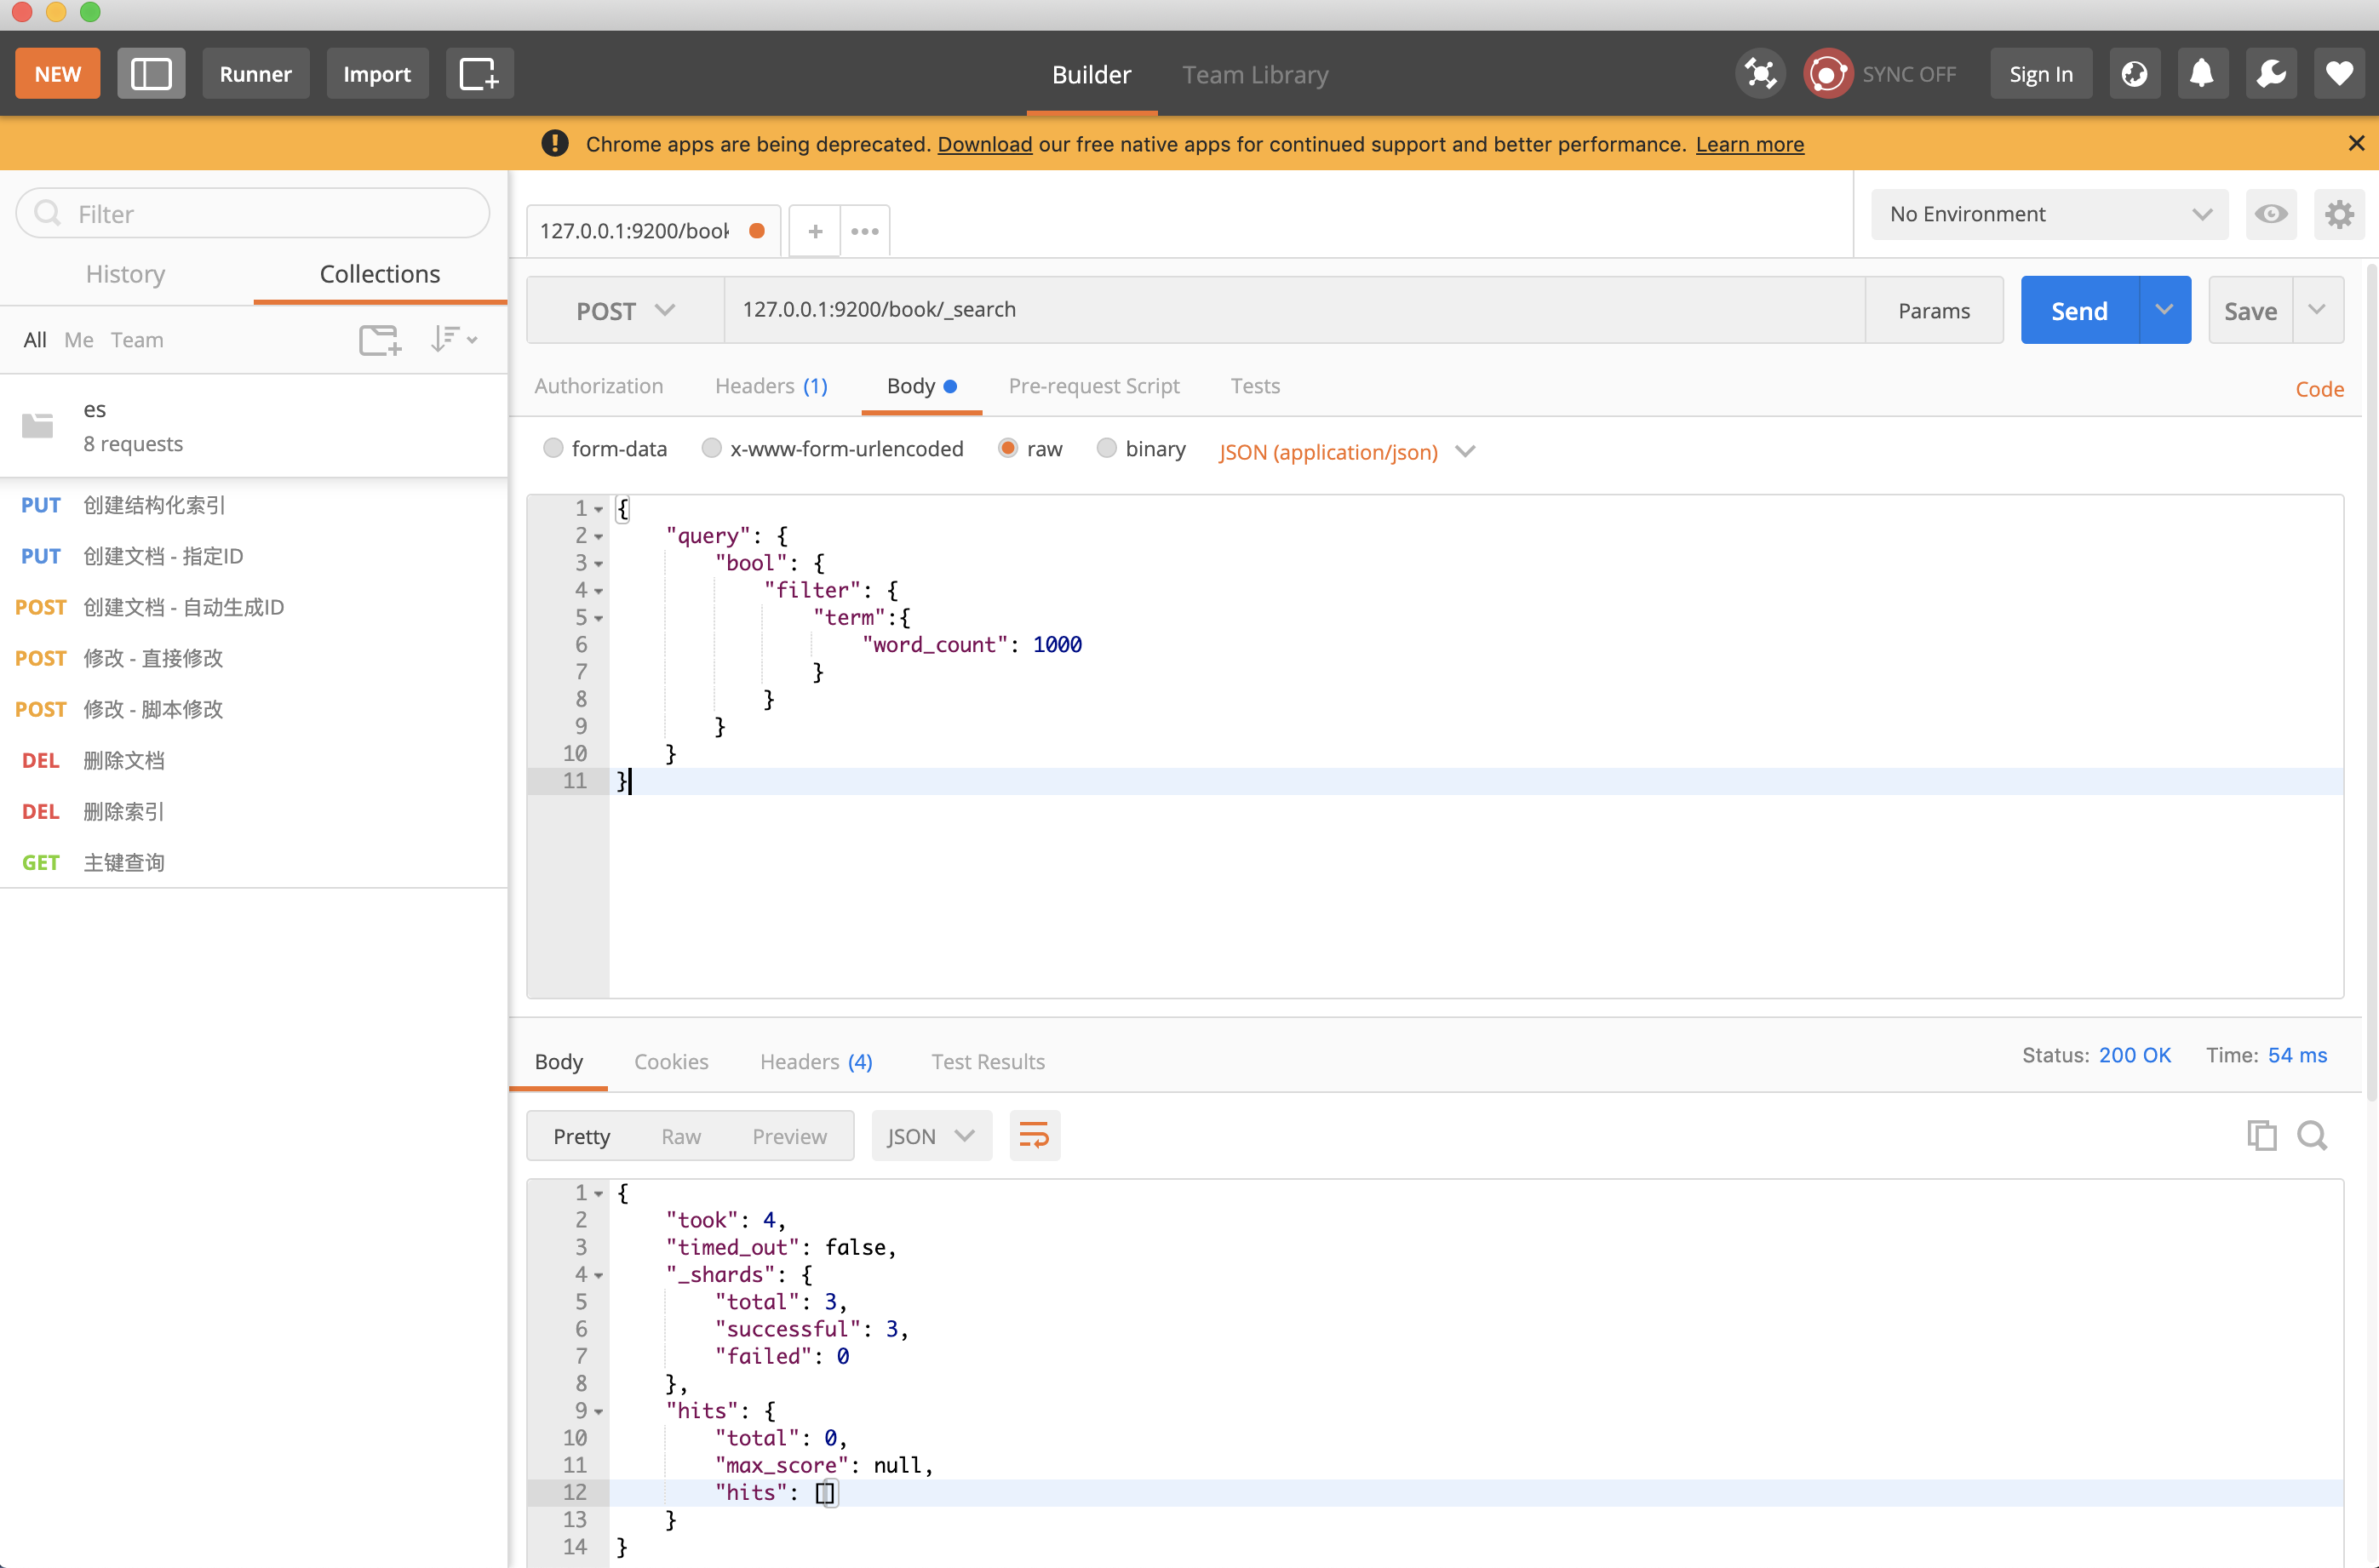 NEW Runner Import Builder Team Library SYNC OFF Sign In
Chrome apps are being deprecated. Download our free native apps for continued support and better performance. Learn more
Filter
History Collections
All Me Team
es
8 requests
PUT 创建结构化索引
PUT 创建文档 - 指定ID
POST 创建文档 - 自动生成ID
POST 修改 - 直接修改
POST 修改 - 脚本修改
DEL 删除文档
DEL 删除索引
GET 主键查询
127.0.0.1:9200/book + ••• No Environment
POST 127.0.0.1:9200/book/_search Params Send Save
Authorization Headers (1) Body Pre-request Script Tests Code
form-data x-www-form-urlencoded raw binary JSON (application/json)
1 {
2 "query": {
3 "bool": {
4 "filter": {
5 "term":{
6 "word_count": 1000
7 }
8 }
9 }
10 }
11 }
Body Cookies Headers (4) Test Results Status: 200 OK Time: 54 ms
Pretty Raw Preview JSON
1 {
2 "took": 4,
3 "timed_out": false,
4 "_shards": {
5 "total": 3,
6 "successful": 3,
7 "failed": 0
8 },
9 "hits": {
10 "total": 0,
11 "max_score": null,
12 "hits": []
13 }
14 }